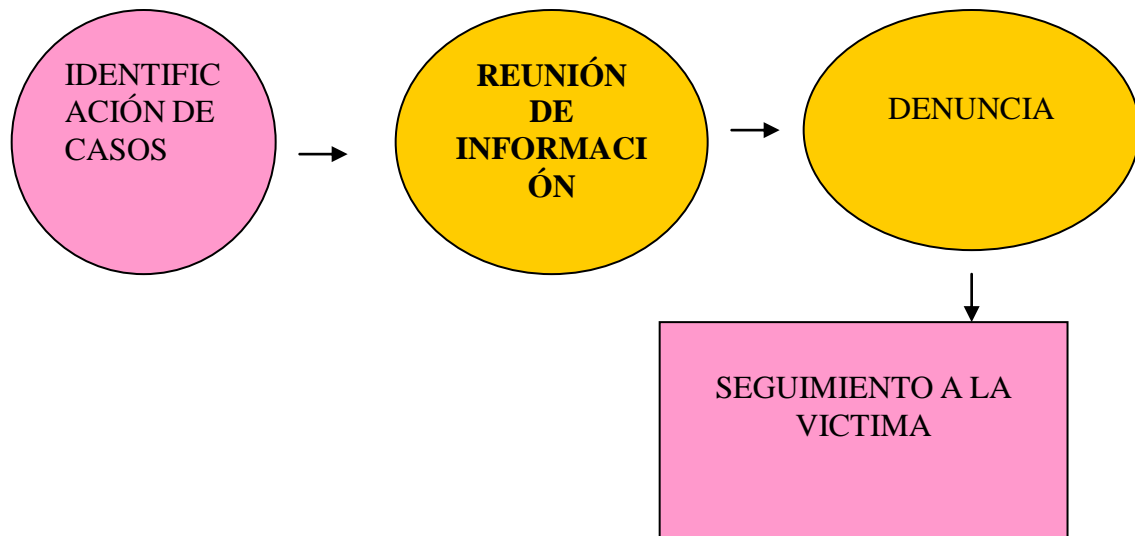 IDENTIFIC
ACIÓN DE
CASOS
REUNIÓN
DE
INFORMACI
ÓN
DENUNCIA
SEGUIMIENTO A LA
VICTIMA